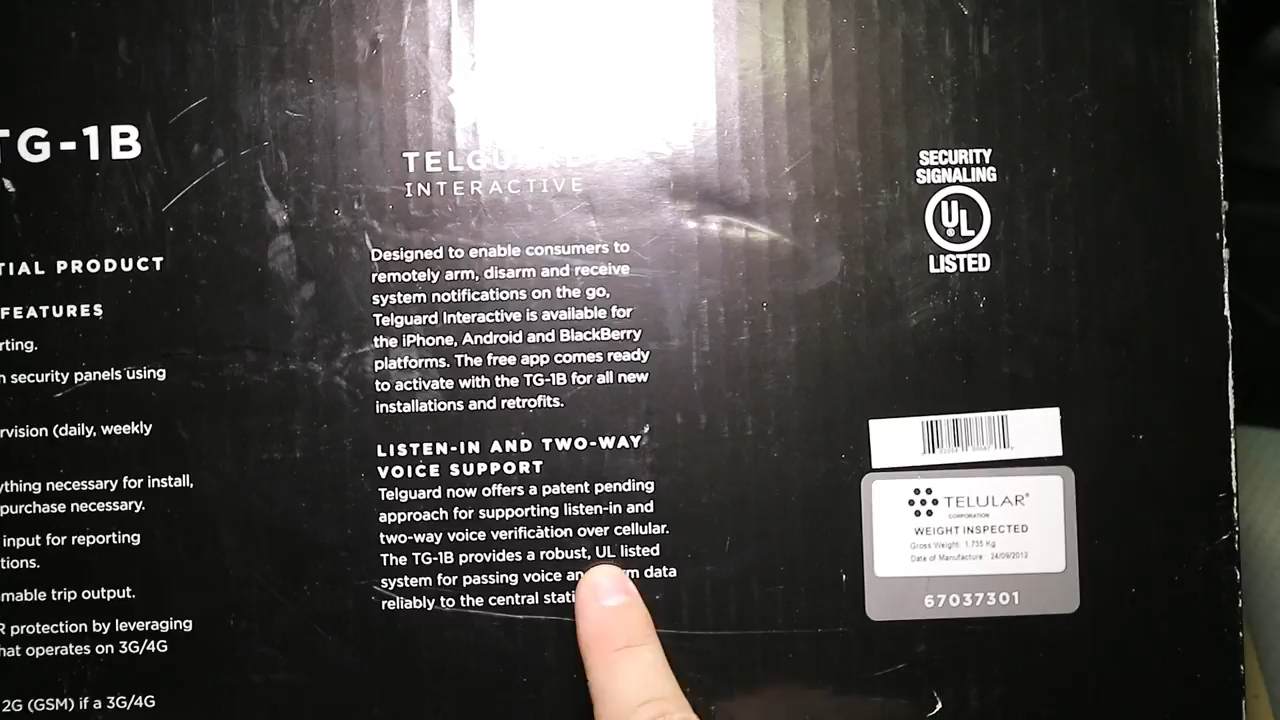 TG-1B
TIAL PRODUCT
FEATURES
rting.
n security panels using
rvision (daily, weekly
ything necessary for install,
purchase necessary.
input for reporting
tions.
mable trip output.
R protection by leveraging
hat operates on 3G/4G
2G (GSM) if a 3G/4G
TELGUARD
INTERACTIVE
Designed to enable consumers to
remotely arm, disarm and receive
system notifications on the go,
Telguard Interactive is available for
the iPhone, Android and BlackBerry
platforms. The free app comes ready
to activate with the TG-1B for all new
installations and retrofits.
LISTEN-IN AND TWO-WAY
VOICE SUPPORT
Telguard now offers a patent pending
approach for supporting listen-in and
two-way voice verification over cellular.
The TG-1B provides a robust, UL listed
system for passing voice an rm data
reliably to the central stati
SECURITY
SIGNALING
UL
®
LISTED
TELULAR®
CORPORATION
WEIGHT INSPECTED
Gross Weight: 1.735 Kg
Date of Manufacture: 24/09/2012
67037301